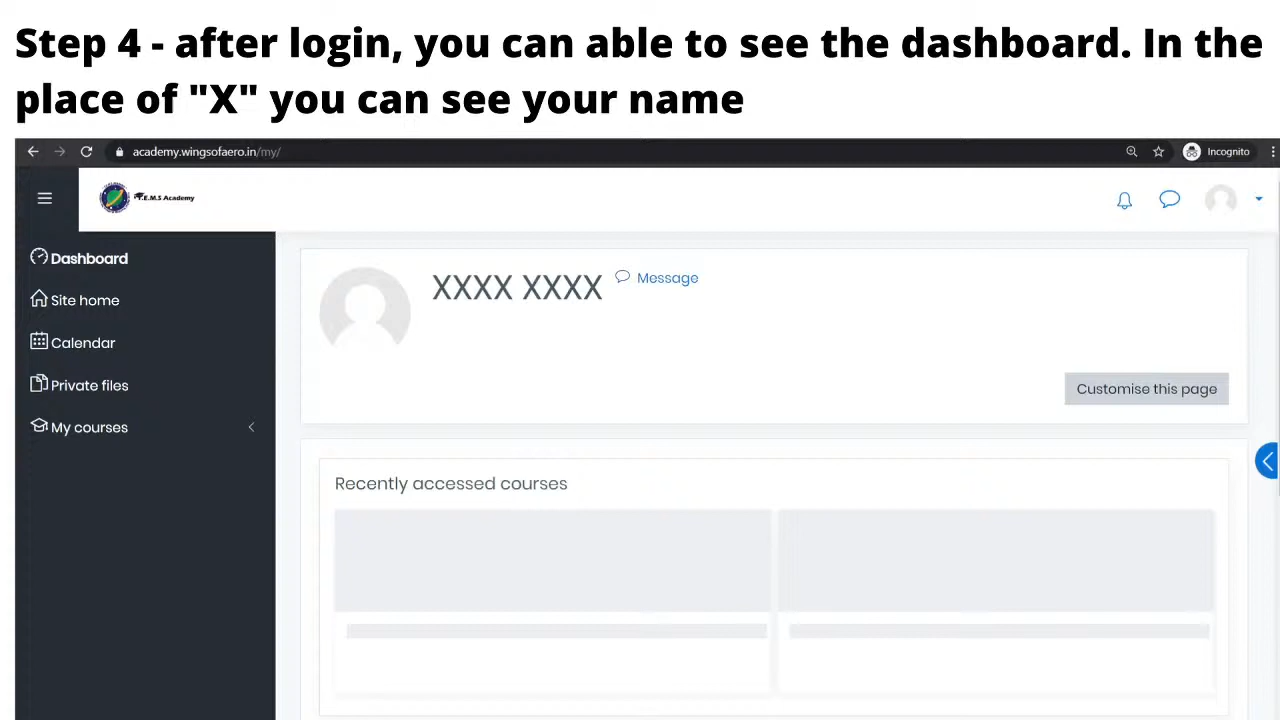 Step 4 - after login, you can able to see the dashboard. In the
place of "X" you can see your name
academy.wingsofaero.in/my/
Incognito
T.E.M.S Academy
Dashboard
Site home
Calendar
Private files
My courses
XXXX XXXX
Message
Customise this page
Recently accessed courses